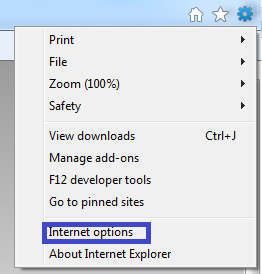 Print
File
Zoom (100%)
Safety
View downloads Ctrl+J
Manage add-ons
F12 developer tools
Go to pinned sites
Internet options
About Internet Explorer